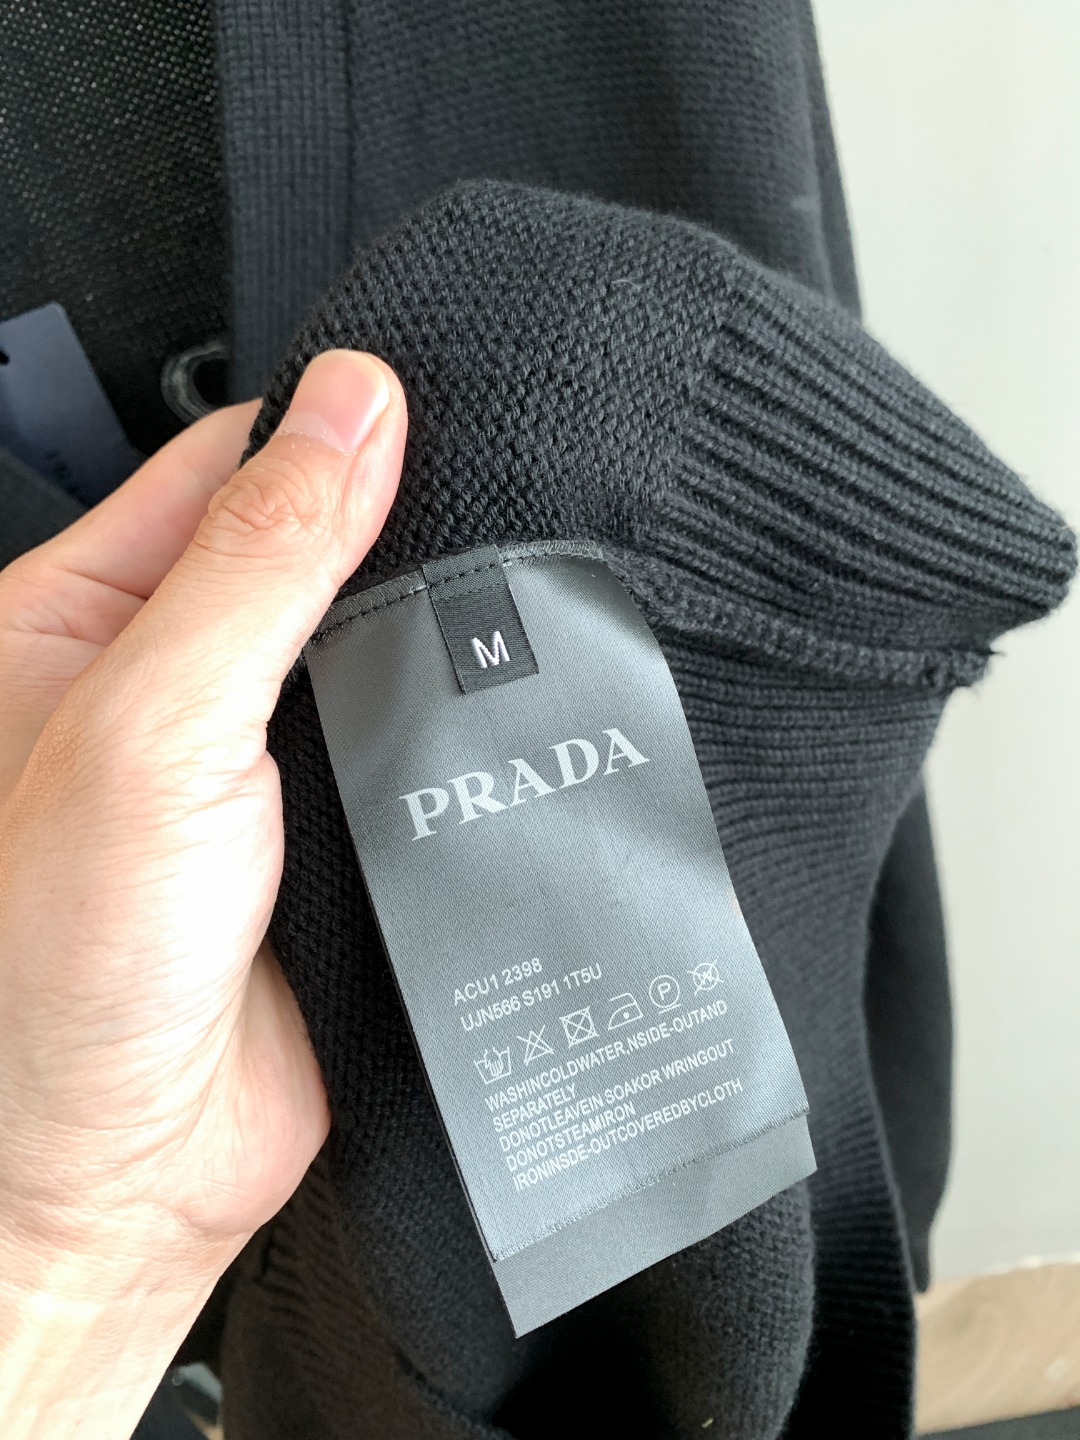 M
PRADA
ACU1 2398
UJN566 S191 1T5U
P
WASHINCOLDWATER,NSIDE-OUTAND
SEPARATELY
DONOTLEAVEIN SOAKOR WRINGOUT
DONOTSTEAMIRON
IRONINSDE-OUTCOVEREDBYCLOTH